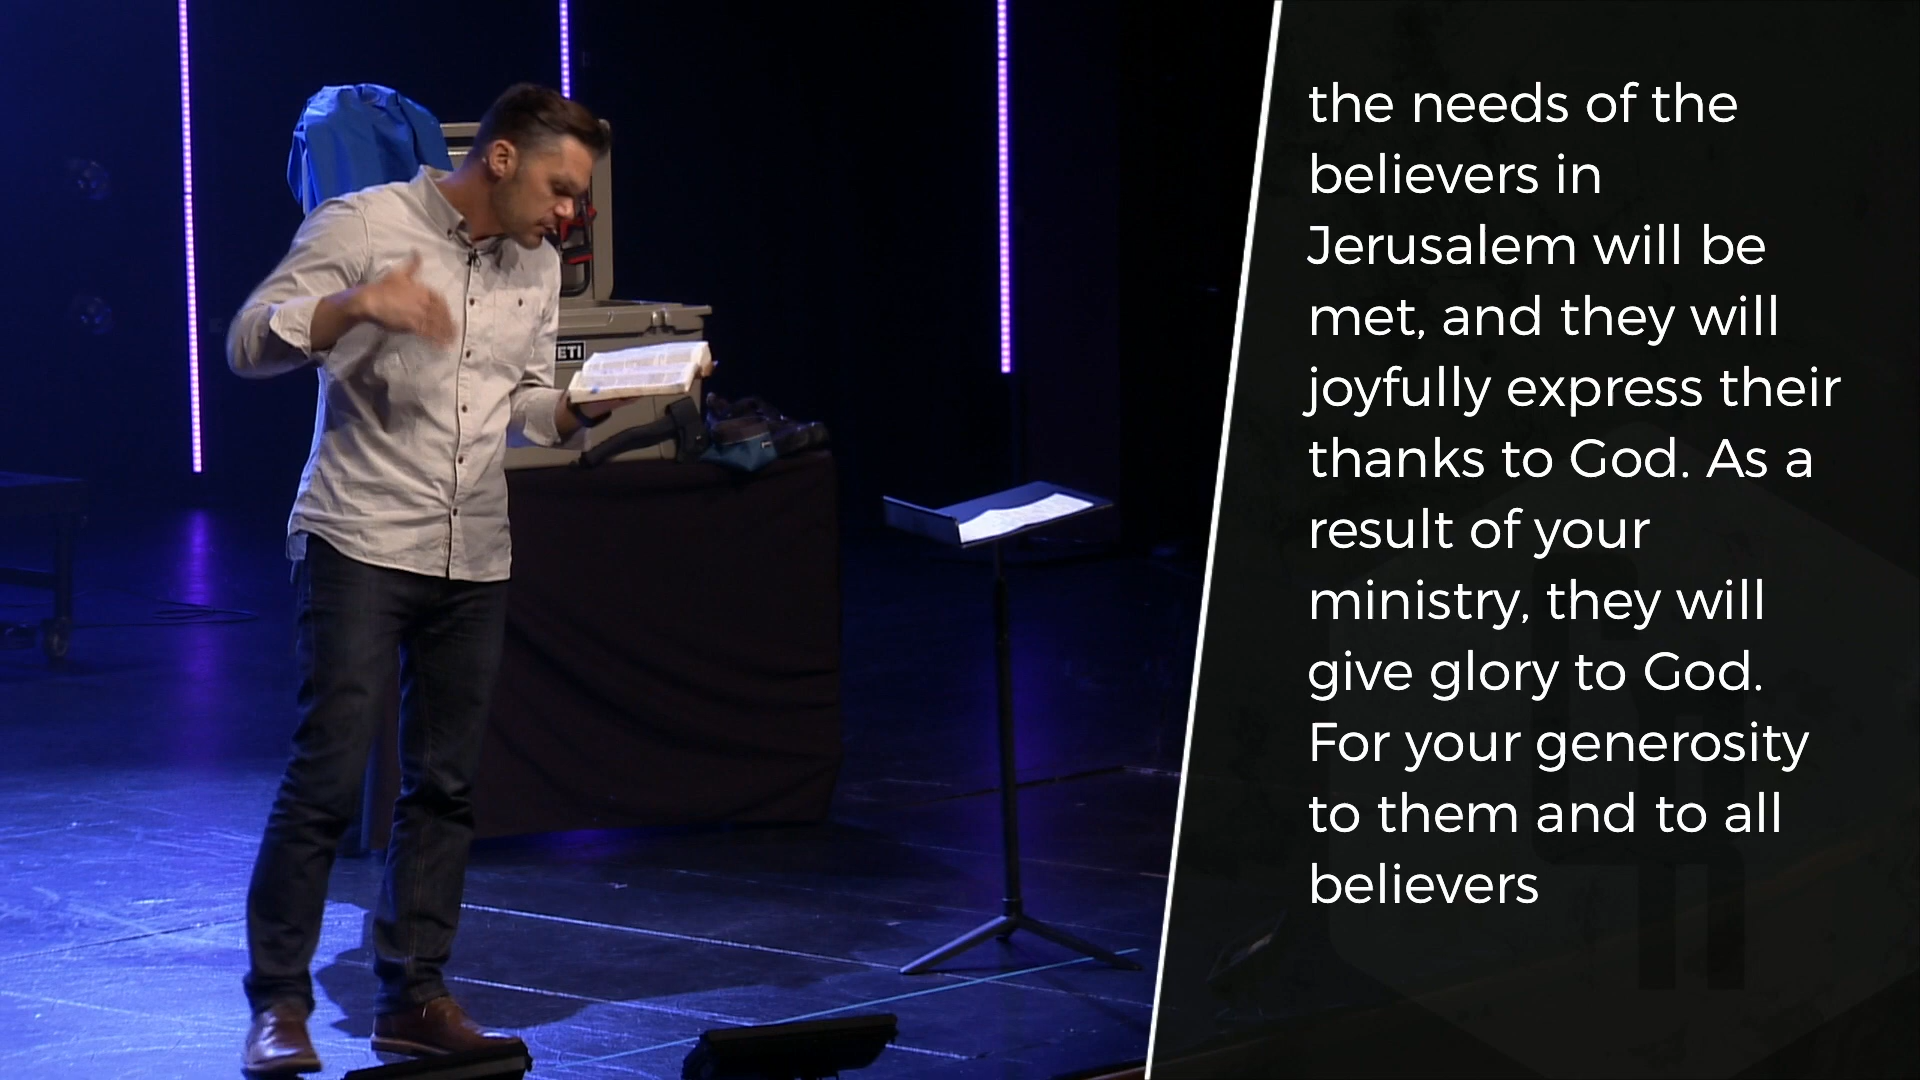 the needs of the
believers in
Jerusalem will be
met, and they will
joyfully express their
thanks to God. As a
result of your
ministry, they will
give glory to God.
For your generosity
to them and to all
believers
YETI